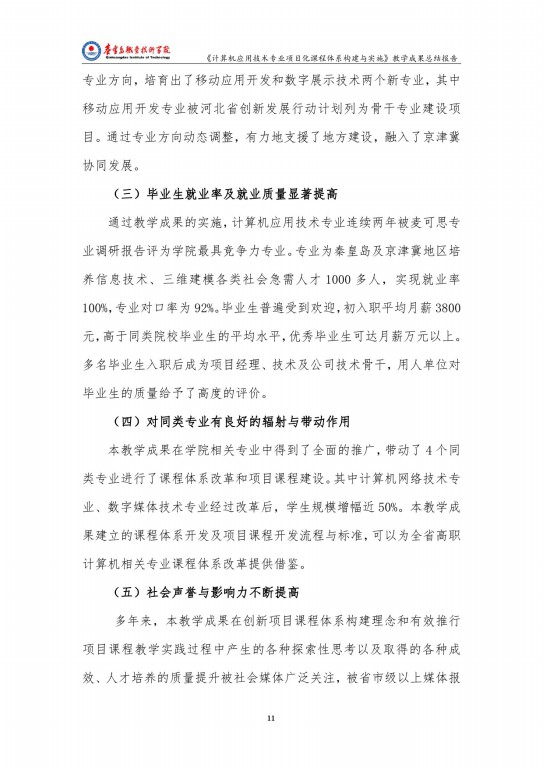 秦皇岛职业技术学院
《计算机应用技术专业项目化课程体系构建与实施》教学成果总结报告
专业方向，培育出了移动应用开发和数字展示技术两个新专业，其中
移动应用开发专业被河北省创新发展行动计划列为骨干专业建设项
目。通过专业方向动态调整，有力地支援了地方建设，融入了京津冀
协同发展。
（三）毕业生就业率及就业质量显著提高
通过教学成果的实施，计算机应用技术专业连续两年被麦可思专
业调研报告评为学院最具竞争力专业。专业为秦皇岛及京津冀地区培
养信息技术、三维建模各类社会急需人才 1000 多人，实现就业率
100%,专业对口率为 92%。毕业生普遍受到欢迎,初入职平均月薪 3800
元,高于同类院校毕业生的平均水平,优秀毕业生可达月薪万元以上。
多名毕业生入职后成为项目经理、技术及公司技术骨干，用人单位对
毕业生的质量给予了高度的评价。
（四）对同类专业有良好的辐射与带动作用
本教学成果在学院相关专业中得到了全面的推广，带动了 4 个同
类专业进行了课程体系改革和项目课程建设。其中计算机网络技术专
业、数字媒体技术专业经过改革后，学生规模增幅近 50%。本教学成
果建立的课程体系开发及项目课程开发流程与标准,可以为全省高职
计算机相关专业课程体系改革提供借鉴。
（五）社会声誉与影响力不断提高
多年来，本教学成果在创新项目课程体系构建理念和有效推行
项目课程教学实践过程中产生的各种探索性思考以及取得的各种成
效、人才培养的质量提升被社会媒体广泛关注，被省市级以上媒体报
11